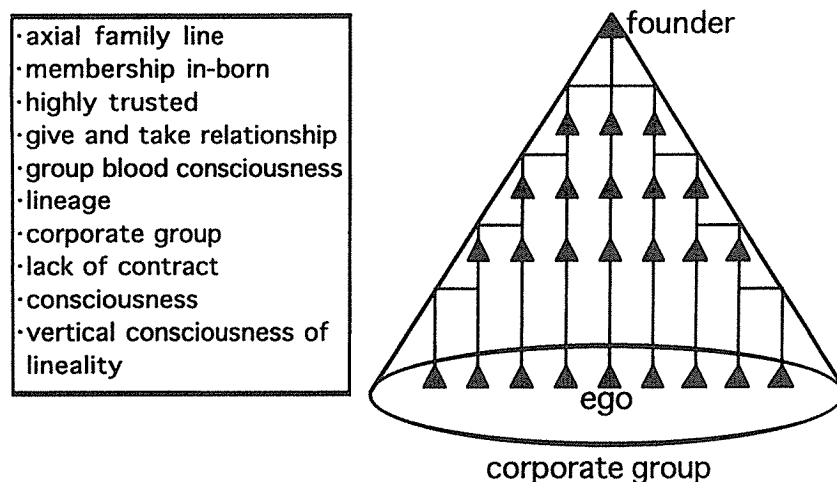 ·axial family line
·membership in-born
·highly trusted
·give and take relationship
·group blood consciousness
·lineage
·corporate group
·lack of contract
·consciousness
·vertical consciousness of
lineality
founder
ego
corporate group